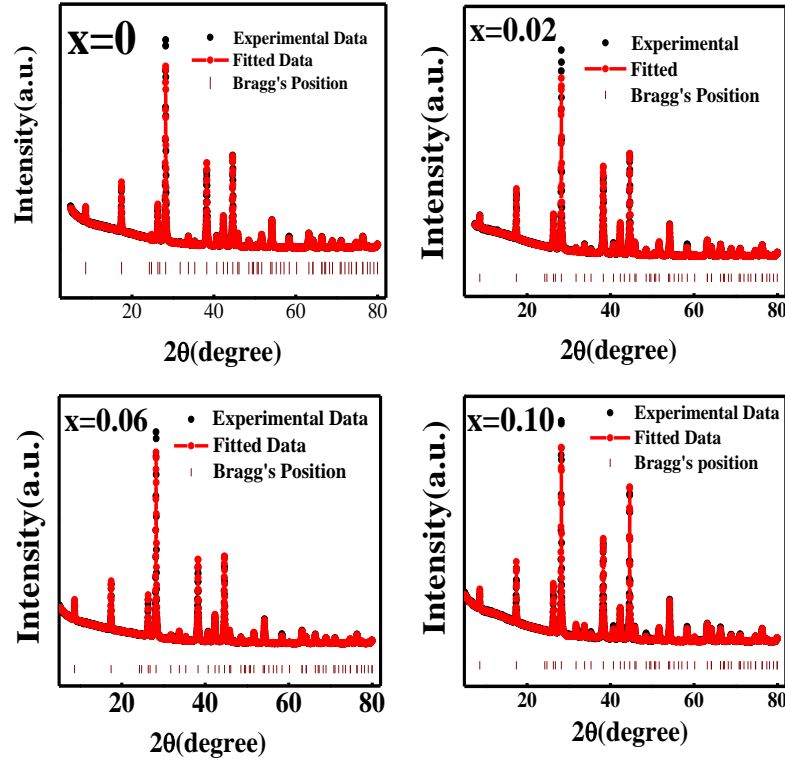 x=0
Experimental Data
Fitted Data
Bragg's Position
Intensity(a.u.)
20 40 60 80
2θ(degree)
x=0.02
Experimental
Fitted
Bragg's Position
Intensity(a.u.)
20 40 60 80
2θ(degree)
x=0.06
Experimental Data
Fitted Data
Bragg's Position
Intensity(a.u.)
20 40 60 80
2θ(degree)
x=0.10
Experimental Data
Fitted Data
Bragg's position
Intensity(a.u.)
20 40 60 80
2θ(degree)